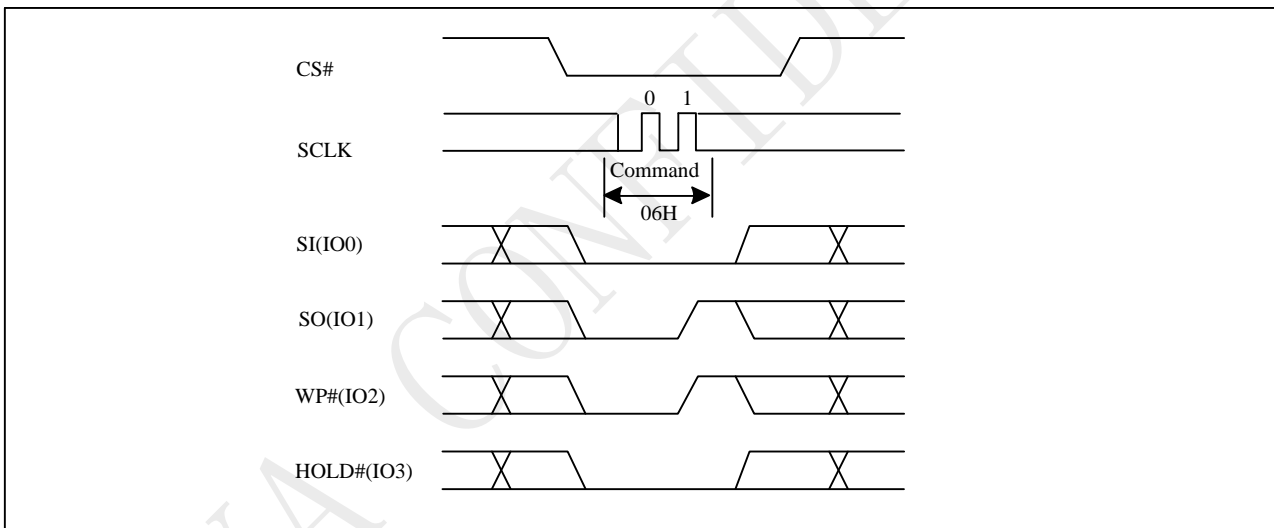 CS#
0 1
SCLK
Command
06H
SI(IO0)
SO(IO1)
WP#(IO2)
HOLD#(IO3)